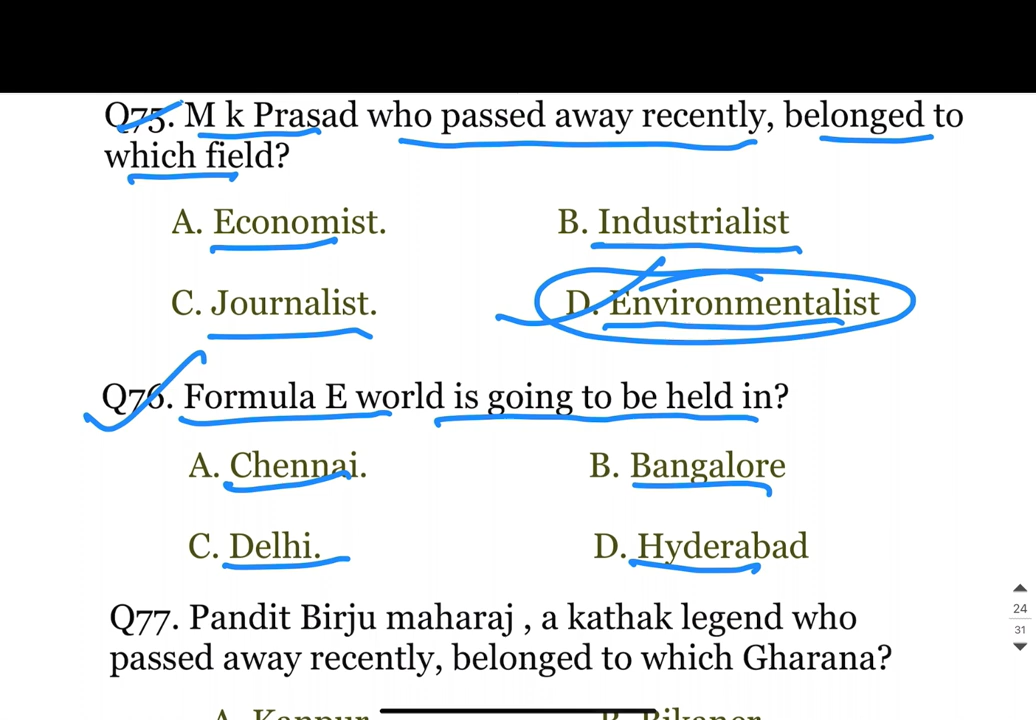 Q75. M k Prasad who passed away recently, belonged to
which field?
A. Economist. B. Industrialist
C. Journalist. D. Environmentalist
Q76. Formula E world is going to be held in?
A. Chennai. B. Bangalore
C. Delhi. D. Hyderabad
24
31
Q77. Pandit Birju maharaj , a kathak legend who
passed away recently, belonged to which Gharana?
A. Kanpur B. Bikaner